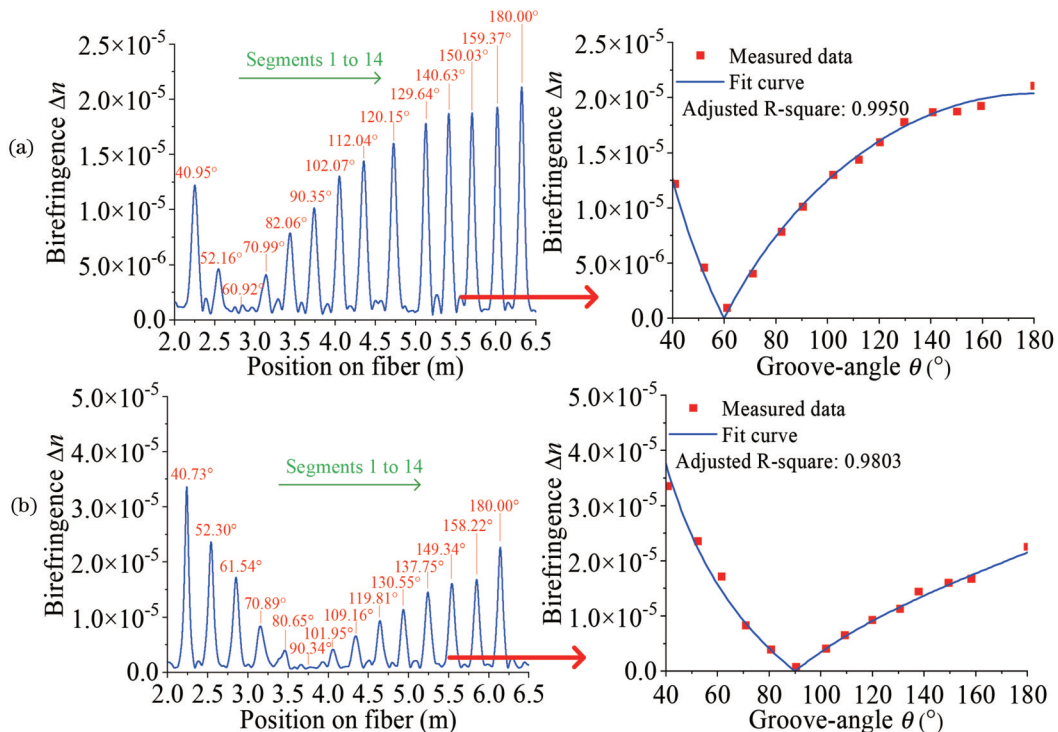 (a)
Birefringence Δn
2.5×10⁻⁵
2.0×10⁻⁵
1.5×10⁻⁵
1.0×10⁻⁵
5.0×10⁻⁶
0.0
Segments 1 to 14
40.95°
52.16°
60.92°
70.99°
82.06°
90.35°
102.07°
112.04°
120.15°
129.64°
140.63°
150.03°
159.37°
180.00°
2.0 2.5 3.0 3.5 4.0 4.5 5.0 5.5 6.0 6.5
Position on fiber (m)
Birefringence Δn
2.5×10⁻⁵
2.0×10⁻⁵
1.5×10⁻⁵
1.0×10⁻⁵
5.0×10⁻⁶
0.0
Measured data
Fit curve
Adjusted R-square: 0.9950
40 60 80 100 120 140 160 180
Groove-angle θ (°)
(b)
Birefringence Δn
5.0×10⁻⁵
4.0×10⁻⁵
3.0×10⁻⁵
2.0×10⁻⁵
1.0×10⁻⁵
0.0
Segments 1 to 14
40.73°
52.30°
61.54°
70.89°
80.65°
90.34°
101.95°
109.16°
119.81°
130.55°
137.75°
149.34°
158.22°
180.00°
2.0 2.5 3.0 3.5 4.0 4.5 5.0 5.5 6.0 6.5
Position on fiber (m)
Birefringence Δn
5.0×10⁻⁵
4.0×10⁻⁵
3.0×10⁻⁵
2.0×10⁻⁵
1.0×10⁻⁵
0.0
Measured data
Fit curve
Adjusted R-square: 0.9803
40 60 80 100 120 140 160 180
Groove-angle θ (°)